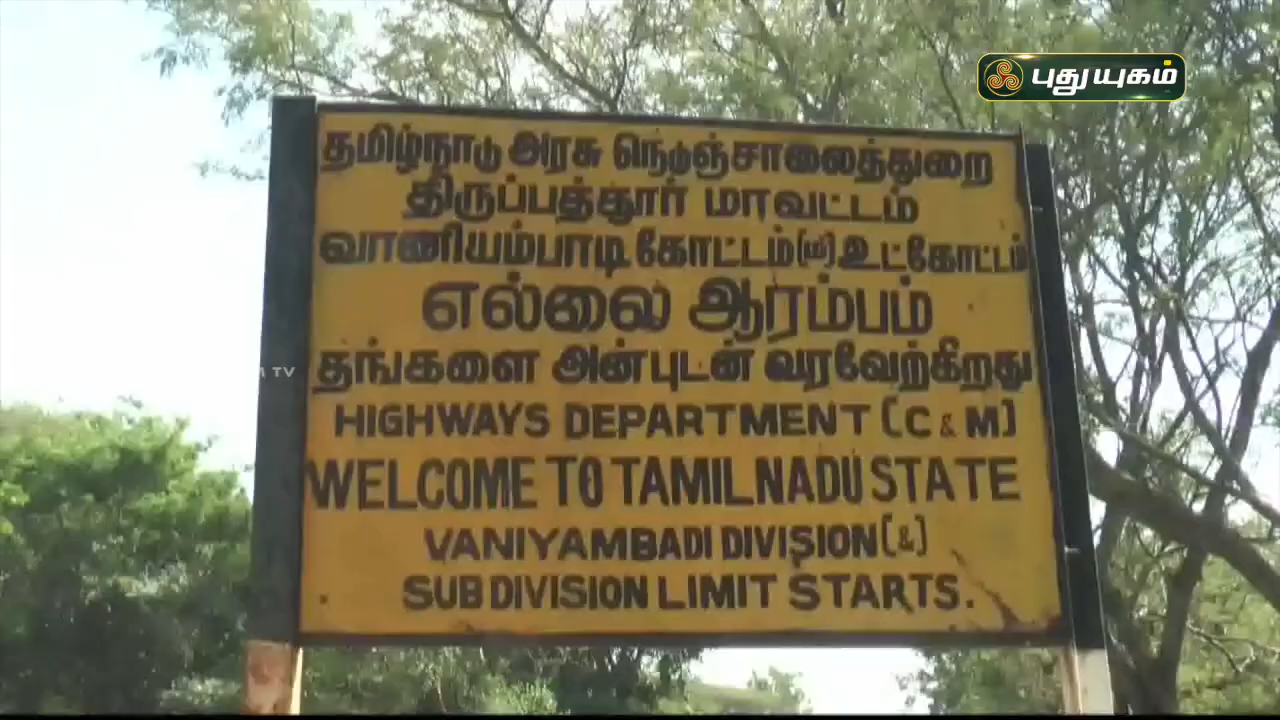 புதுயுகம்
தமிழ்நாடு அரசு நெடுஞ்சாலைத்துறை
திருப்பத்தூர் மாவட்டம்
வாணியம்பாடி கோட்டம் (ம) உட்கோட்டம்
எல்லை ஆரம்பம்
தங்களை அன்புடன் வரவேற்கிறது
HIGHWAYS DEPARTMENT (C & M)
WELCOME TO TAMILNADU STATE
VANIYAMBADI DIVISION (&)
SUB DIVISION LIMIT STARTS.
TV